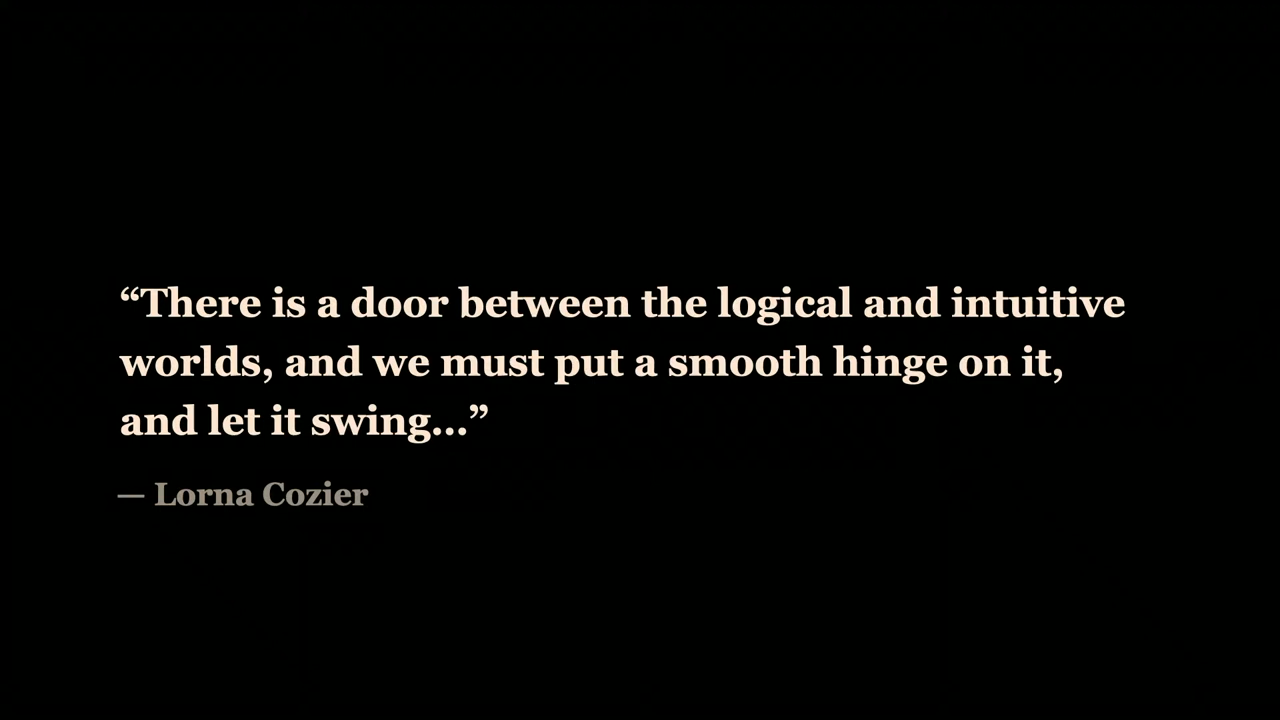 “There is a door between the logical and intuitive
worlds, and we must put a smooth hinge on it,
and let it swing...”
— Lorna Cozier